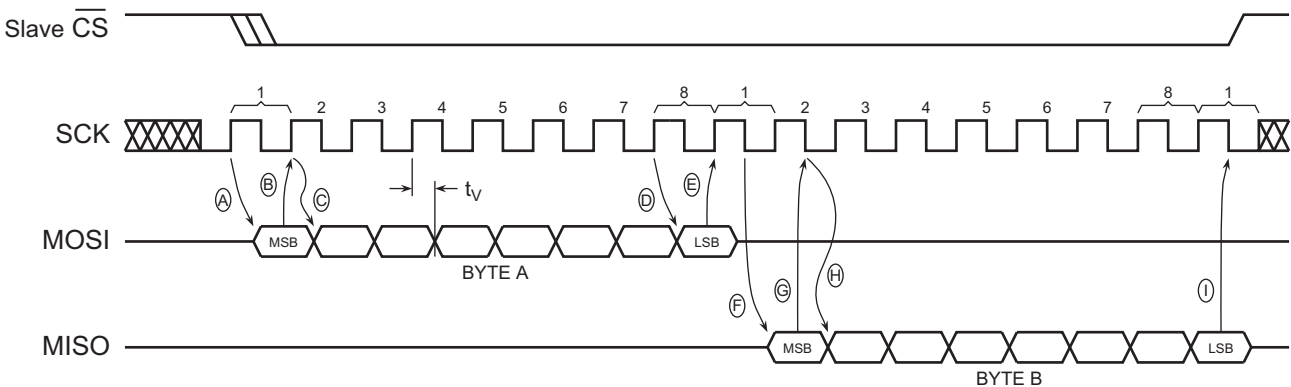 Slave CS
1 2 3 4 5 6 7 8 1 2 3 4 5 6 7 8 1
SCK
A B C tV D E F G H I
MOSI
MSB LSB
BYTE A
MISO
MSB LSB
BYTE B